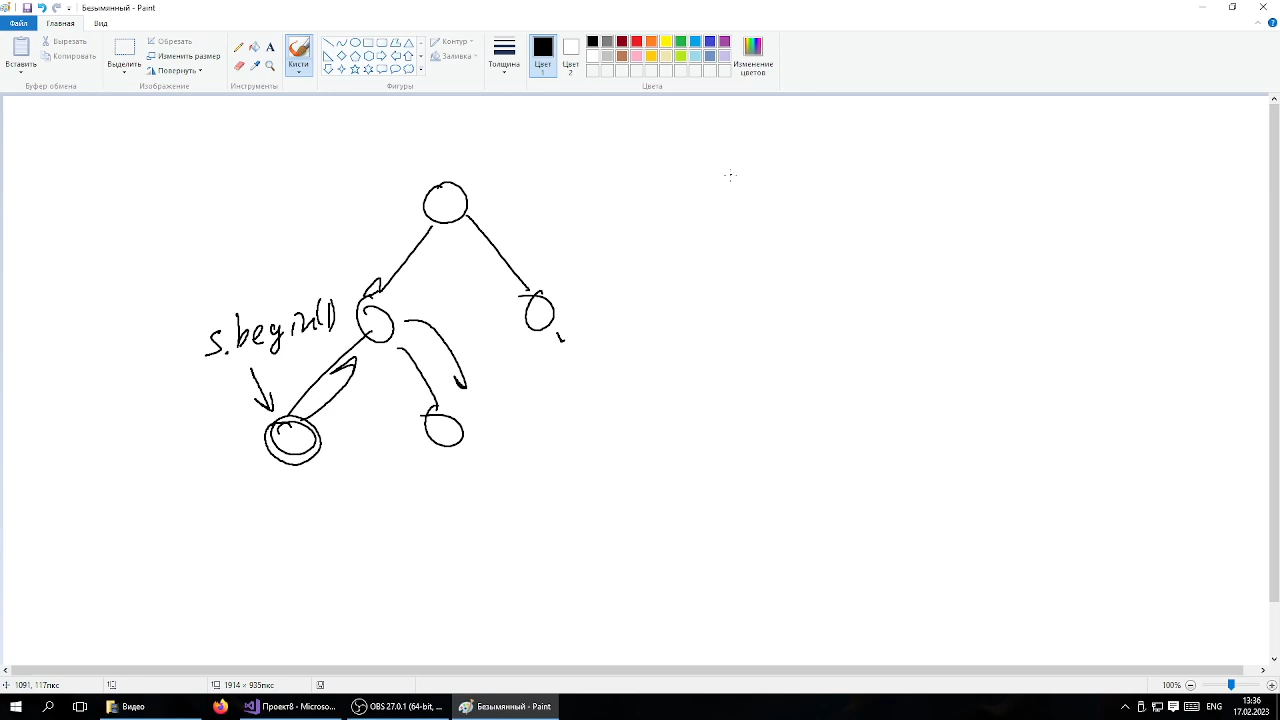 Безымянный - Paint
Файл
Главная
Вид
Вставить
Вырезать
Копировать
Буфер обмена
Выделить
Обрезать
Изменить размер
Повернуть
Изображение
Инструменты
Кисти
Контур
Заливка
Фигуры
Толщина
Цвет 1
Цвет 2
Изменение цветов
Цвета
s.begin()
1091, 117пкс
1914 × 935пкс
100%
Видео
Проект8 - Microso...
OBS 27.0.1 (64-bit, ...
Безымянный - Paint
ENG
13:36
17.02.2023